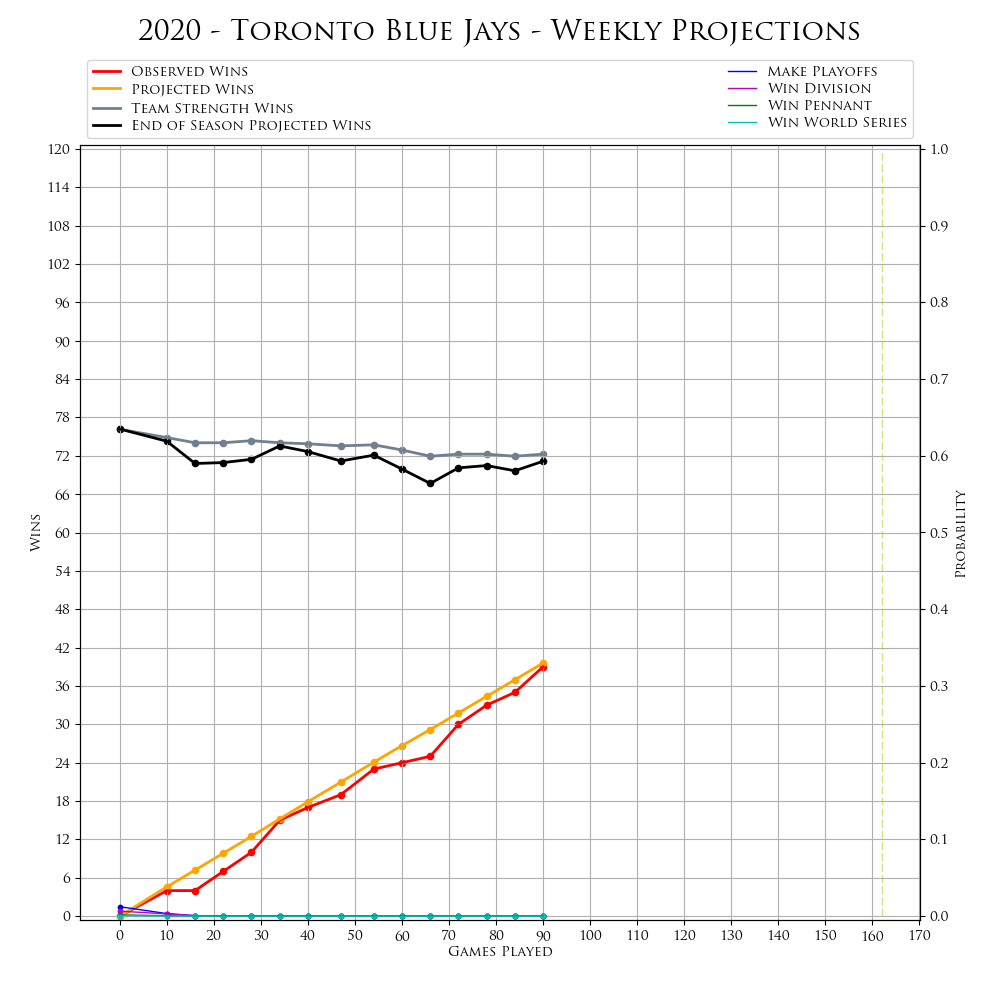 2020 - Toronto Blue Jays - Weekly Projections
Observed Wins
Projected Wins
Team Strength Wins
End of Season Projected Wins
Make Playoffs
Win Division
Win Pennant
Win World Series
120
114
108
102
96
90
84
78
72
66
60
54
48
42
36
30
24
18
12
6
0
Wins
1.0
0.9
0.8
0.7
0.6
0.5
0.4
0.3
0.2
0.1
0.0
Probability
0 10 20 30 40 50 60 70 80 90 100 110 120 130 140 150 160 170
Games Played